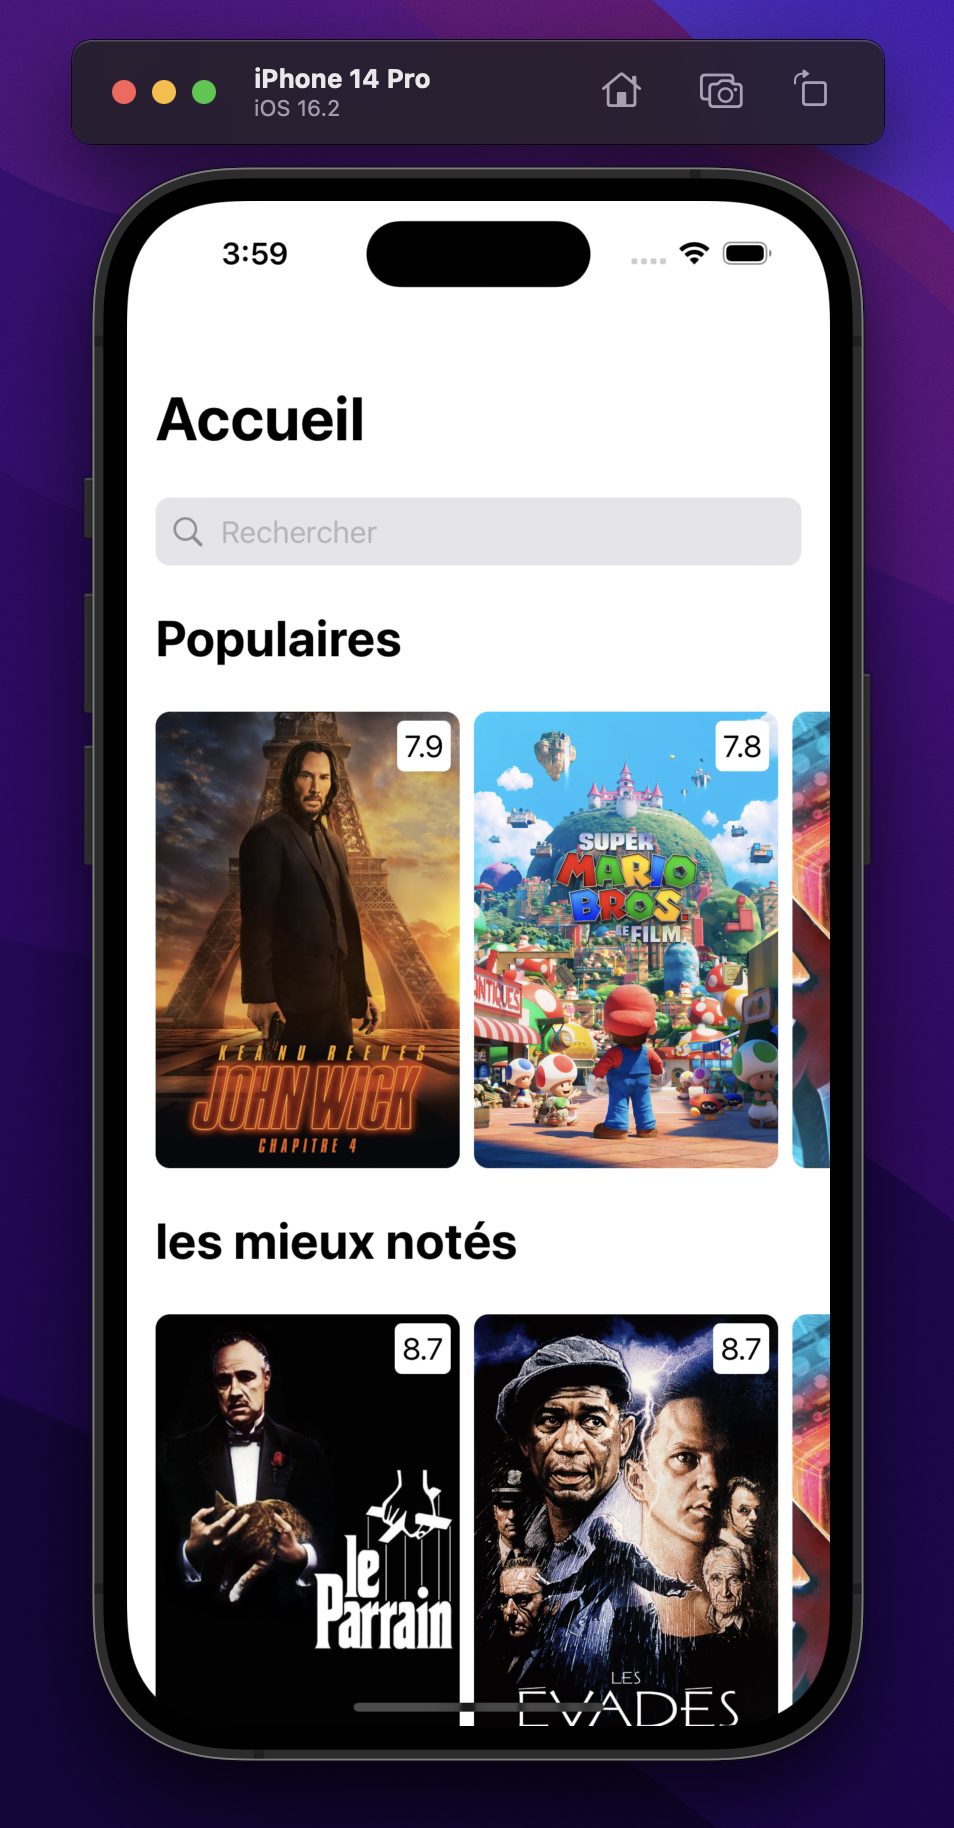 iPhone 14 Pro
iOS 16.2
3:59
Accueil
Rechercher
Populaires
7.9
KEANU REEVES
JOHN WICK
CHAPITRE 4
7.8
SUPER
MARIO
BROS.
LE FILM
ANTIQUES
les mieux notés
8.7
le
Parrain
8.7
LES
ÉVADÉS